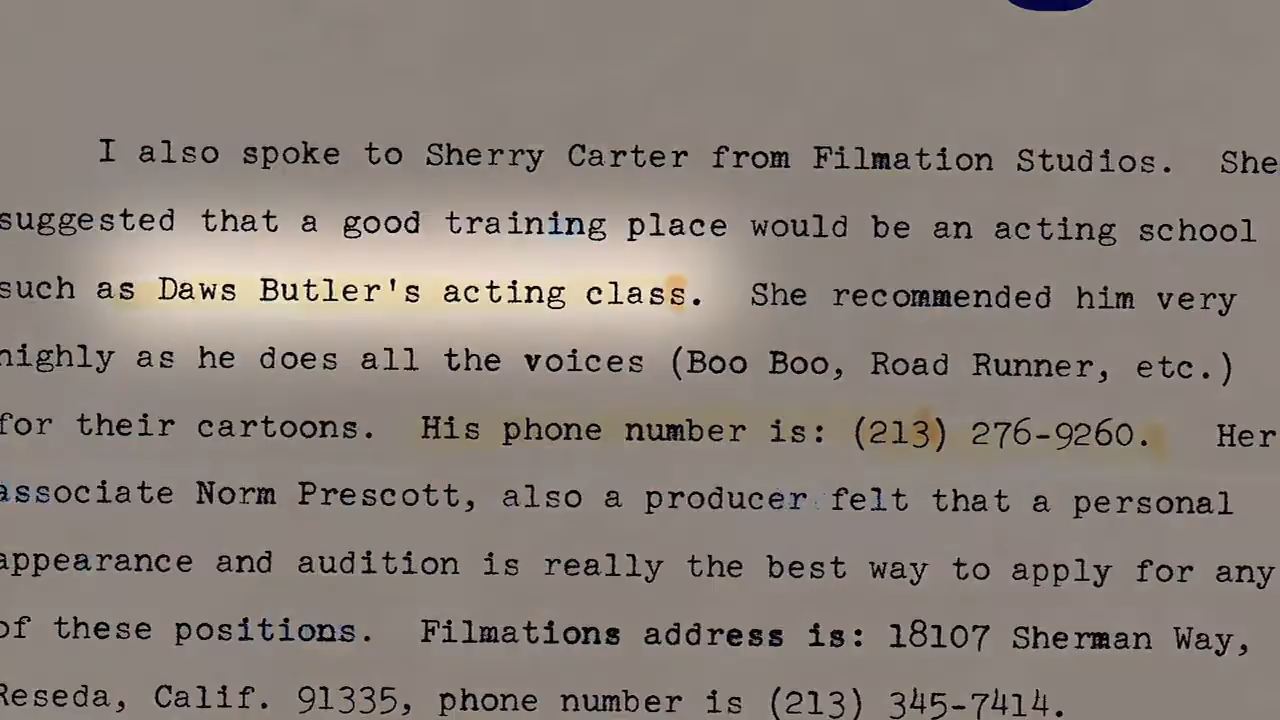 I also spoke to Sherry Carter from Filmation Studios. She
suggested that a good training place would be an acting school
such as Daws Butler's acting class. She recommended him very
highly as he does all the voices (Boo Boo, Road Runner, etc.)
for their cartoons. His phone number is: (213) 276-9260. Her
associate Norm Prescott, also a producer felt that a personal
appearance and audition is really the best way to apply for any
of these positions. Filmations address is: 18107 Sherman Way,
Reseda, Calif. 91335, phone number is (213) 345-7414.